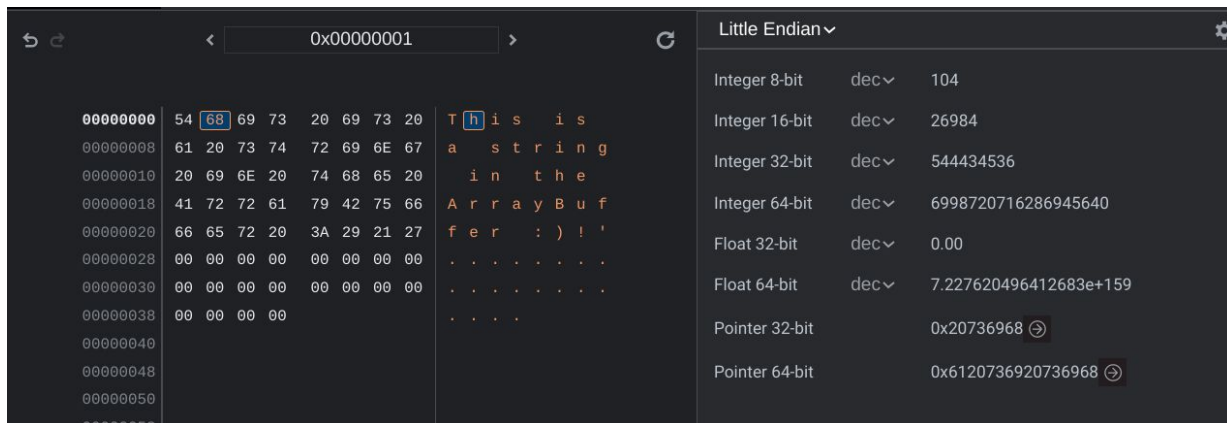 0x00000001
00000000 54 68 69 73 20 69 73 20 T h i s   i s
00000008 61 20 73 74 72 69 6E 67 a   s t r i n g
00000010 20 69 6E 20 74 68 65 20   i n   t h e
00000018 41 72 72 61 79 42 75 66 A r r a y B u f
00000020 66 65 72 20 3A 29 21 27 f e r   : ) ! '
00000028 00 00 00 00 00 00 00 00 . . . . . . . .
00000030 00 00 00 00 00 00 00 00 . . . . . . . .
00000038 00 00 00 00 . . . .
00000040
00000048
00000050
Little Endian
Integer 8-bit dec 104
Integer 16-bit dec 26984
Integer 32-bit dec 544434536
Integer 64-bit dec 6998720716286945640
Float 32-bit dec 0.00
Float 64-bit dec 7.227620496412683e+159
Pointer 32-bit 0x20736968
Pointer 64-bit 0x6120736920736968